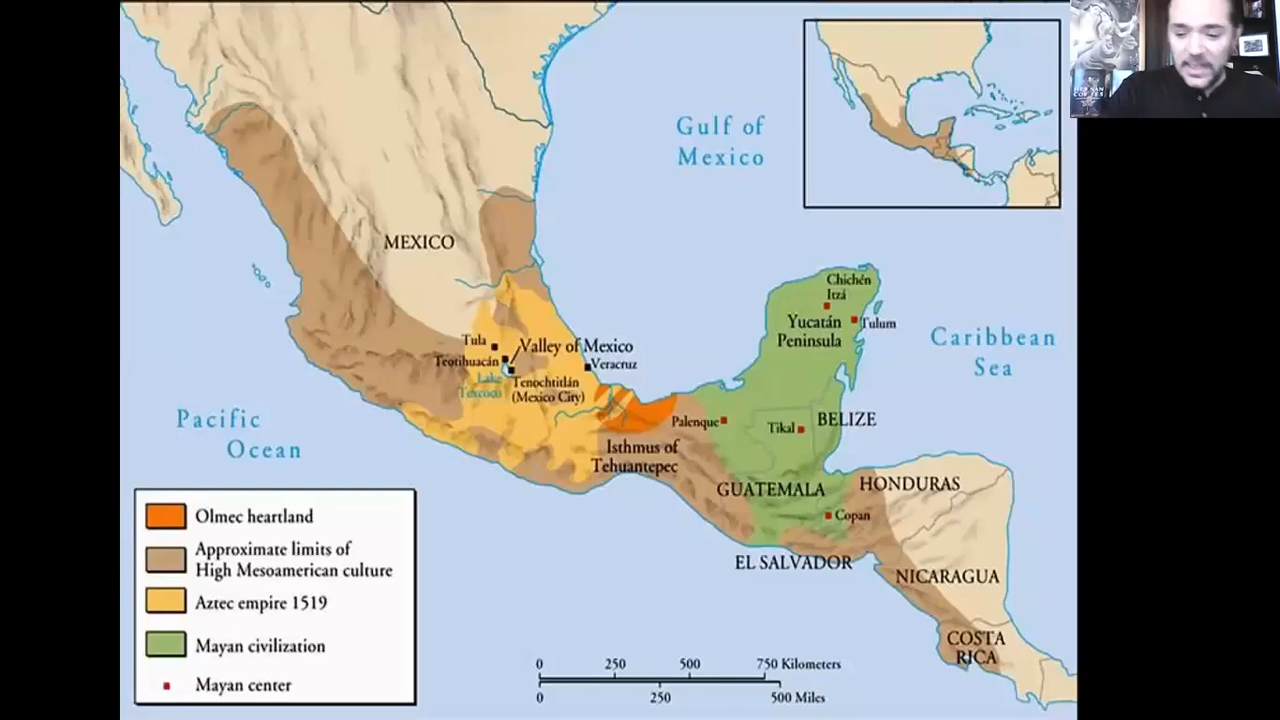 Gulf of
Mexico
MEXICO
Chichén
Itzá
Yucatán
Peninsula
Tulum
Caribbean
Sea
Tula
Valley of Mexico
Teotihuacán
Veracruz
Lake
Texcoco
Tenochtitlán
(Mexico City)
Pacific
Ocean
Palenque
Tikal
BELIZE
Isthmus of
Tehuantepec
GUATEMALA
HONDURAS
Copan
EL SALVADOR
NICARAGUA
COSTA
RICA
Olmec heartland
Approximate limits of
High Mesoamerican culture
Aztec empire 1519
Mayan civilization
Mayan center
0 250 500 750 Kilometers
0 250 500 Miles
HERNAN
CORTES